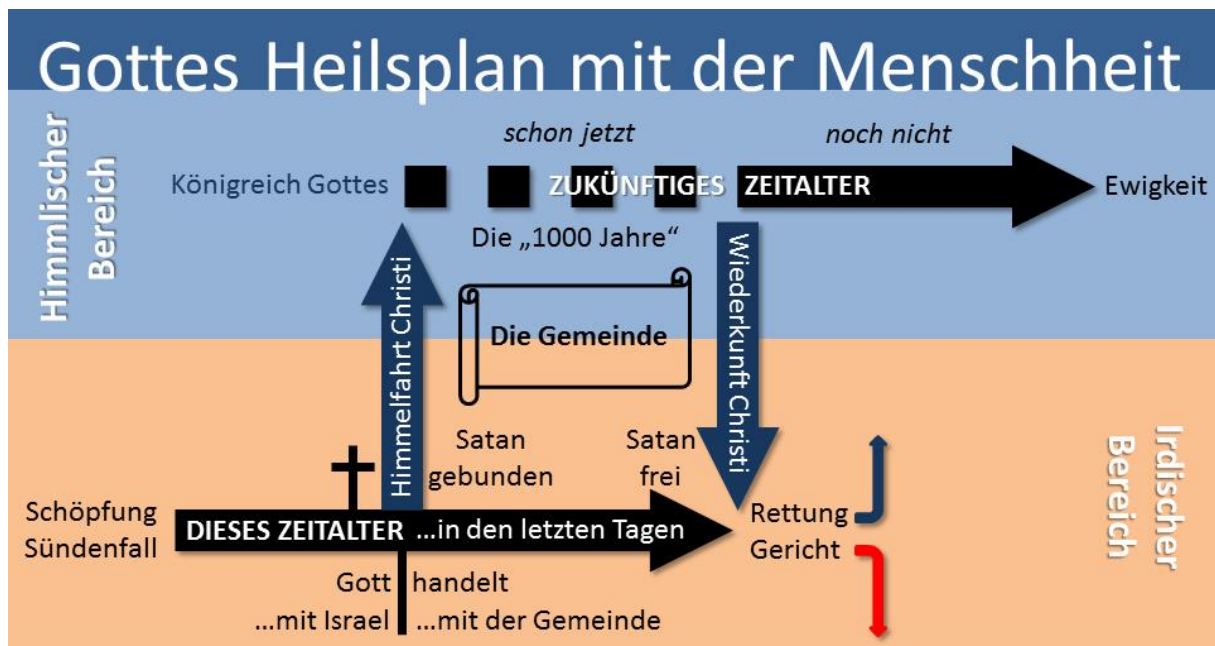 Gottes Heilsplan mit der Menschheit
Himmlischer
Bereich
schon jetzt
noch nicht
Königreich Gottes
ZUKÜNFTIGES ZEITALTER
Ewigkeit
Die „1000 Jahre“
Himmelfahrt Christi
Die Gemeinde
Wiederkunft Christi
Satan
gebunden
Satan
frei
Irdischer
Bereich
Schöpfung
Sündenfall
DIESES ZEITALTER ...in den letzten Tagen
Rettung
Gericht
Gott handelt
...mit Israel ...mit der Gemeinde